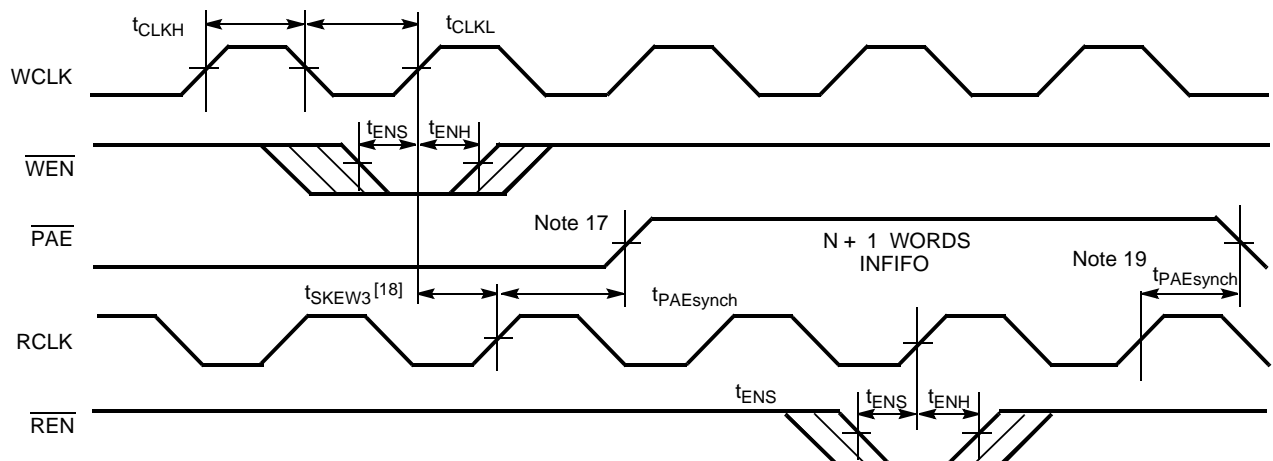 tCLKH
tCLKL
WCLK
tENS
tENH
WEN
Note 17
PAE
N + 1 WORDS
INFIFO
Note 19
tPAEsynch
tSKEW3 [18]
tPAEsynch
RCLK
tENS
tENS
tENH
REN